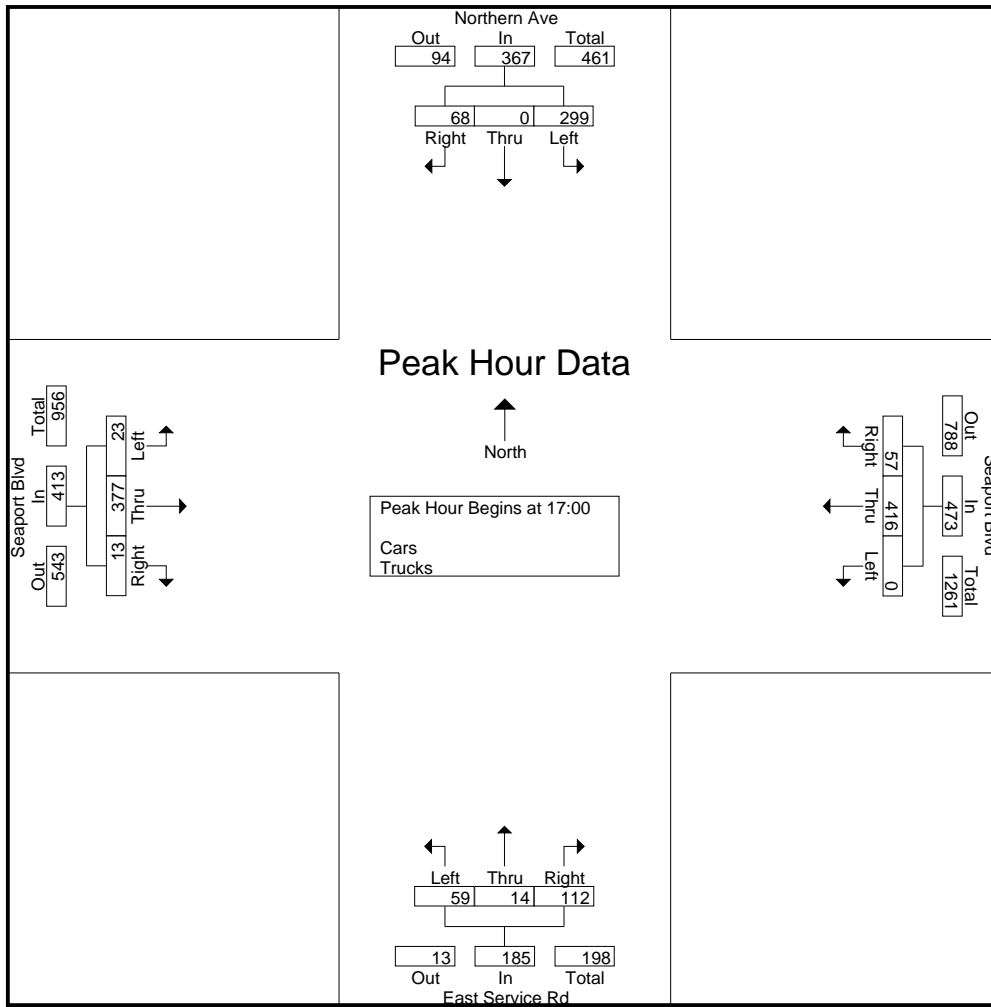 Northern Ave
Out In Total
94 367 461
68 0 299
Right Thru Left
Peak Hour Data
North
Peak Hour Begins at 17:00
Cars
Trucks
Seaport Blvd
Out In Total
543 413 956
23 377 13
Left Thru Right
Seaport Blvd
Out In Total
788 473 1261
57 416 0
Right Thru Left
Left Thru Right
59 14 112
13 185 198
Out In Total
East Service Rd